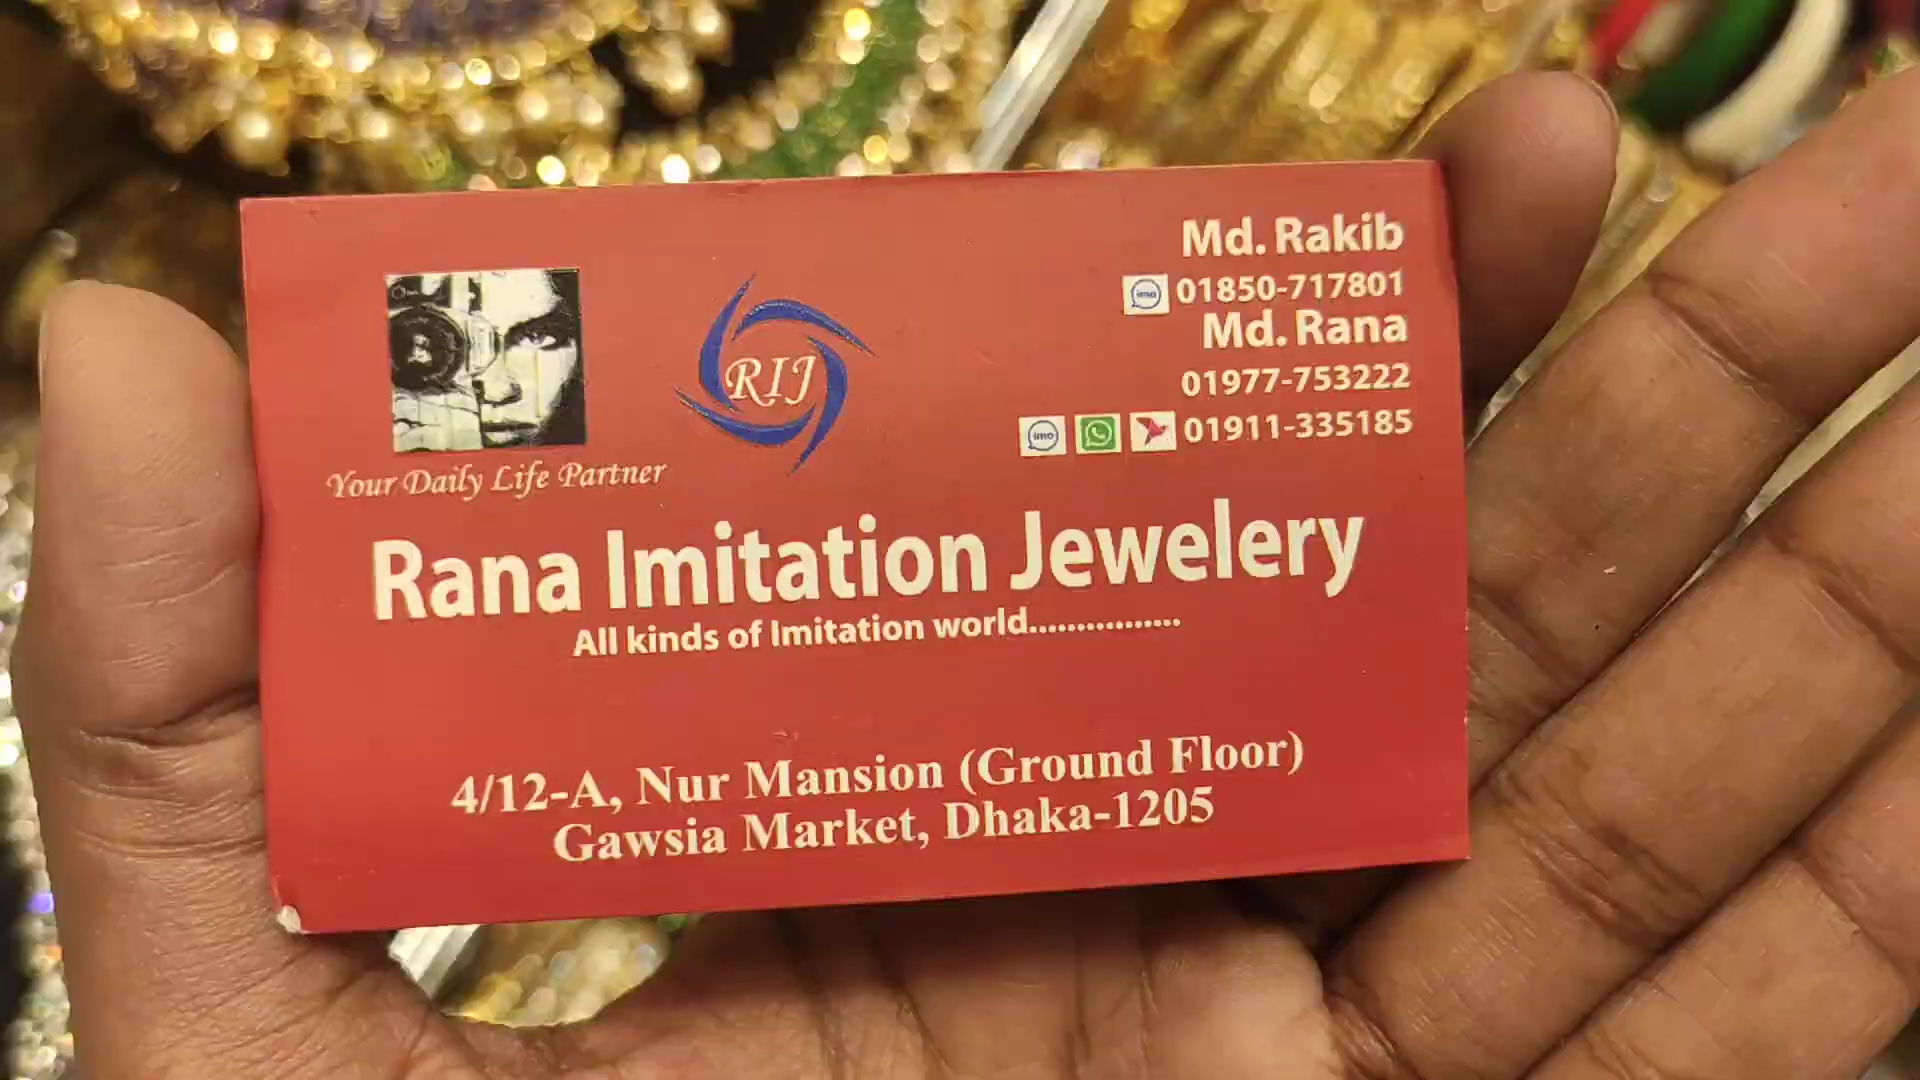 Md. Rakib
imo 01850-717801
Md. Rana
01977-753222
imo 01911-335185
RIJ
Your Daily Life Partner
Rana Imitation Jewelery
All kinds of Imitation world................
4/12-A, Nur Mansion (Ground Floor)
Gawsia Market, Dhaka-1205